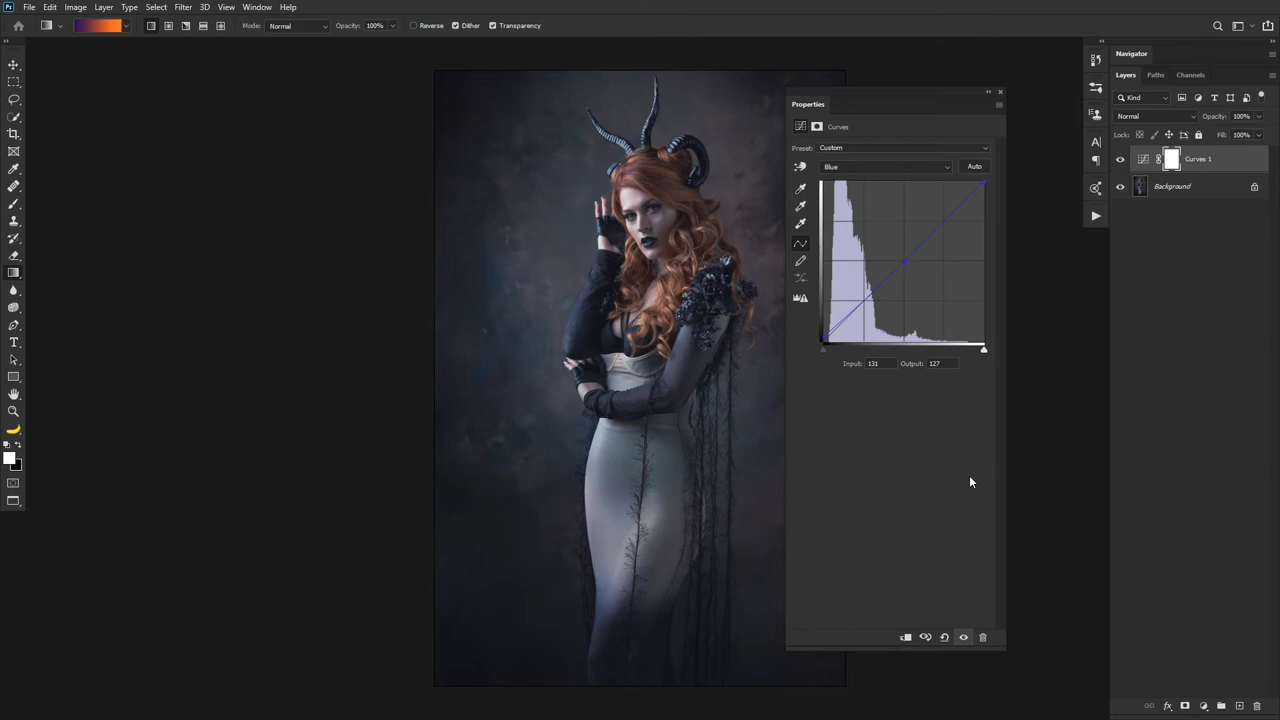 Ps File Edit Image Layer Type Select Filter 3D View Window Help
Mode: Normal Opacity: 100% Reverse Dither Transparency
Navigator
Layers Paths Channels
Kind
Normal Opacity: 100%
Lock: Fill: 100%
Curves 1
Background
Properties
Curves
Preset: Custom
Blue Auto
Input: 131 Output: 127